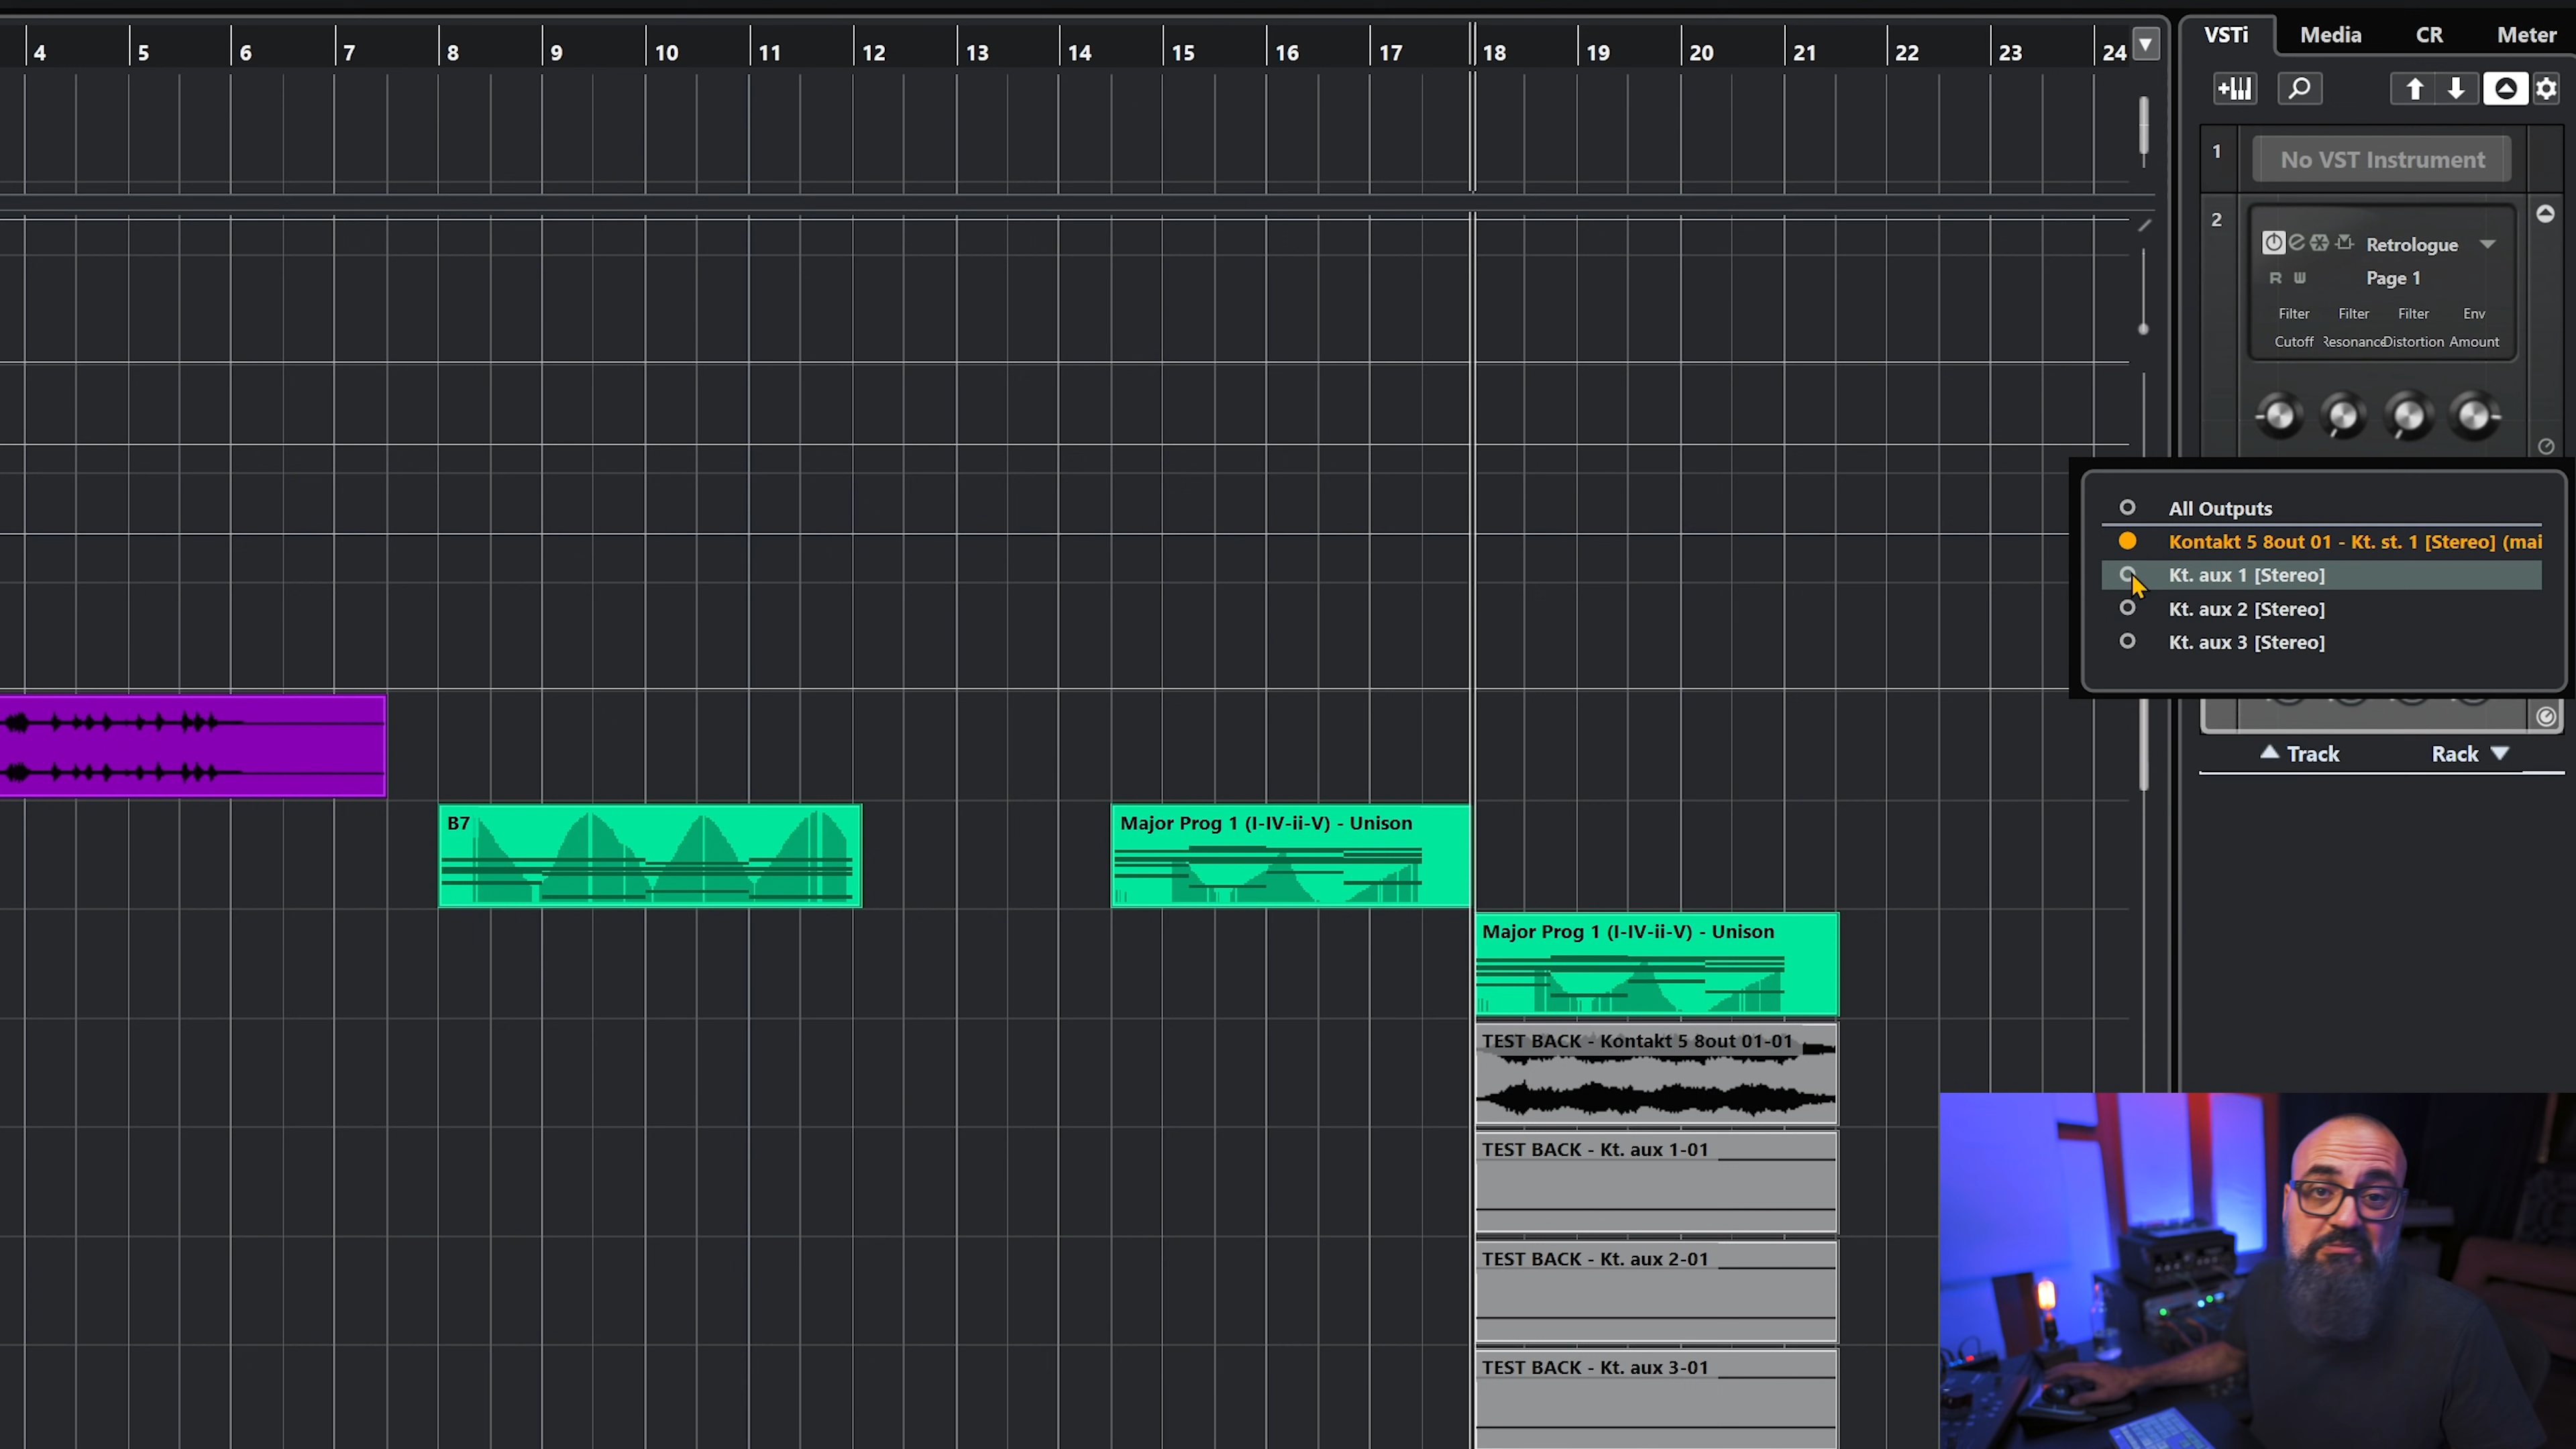 4 5 6 7 8 9 10 11 12 13 14 15 16 17 18 19 20 21 22 23 24
VSTi Media CR Meter
1 No VST Instrument
2 Retrologue
R W Page 1
Filter Filter Filter Env
Cutoff Resonance Distortion Amount
All Outputs
Kontakt 5 8out 01 - Kt. st. 1 [Stereo] (mai
Kt. aux 1 [Stereo]
Kt. aux 2 [Stereo]
Kt. aux 3 [Stereo]
Track Rack
B7
Major Prog 1 (I-IV-ii-V) - Unison
Major Prog 1 (I-IV-ii-V) - Unison
TEST BACK - Kontakt 5 8out 01-01
TEST BACK - Kt. aux 1-01
TEST BACK - Kt. aux 2-01
TEST BACK - Kt. aux 3-01